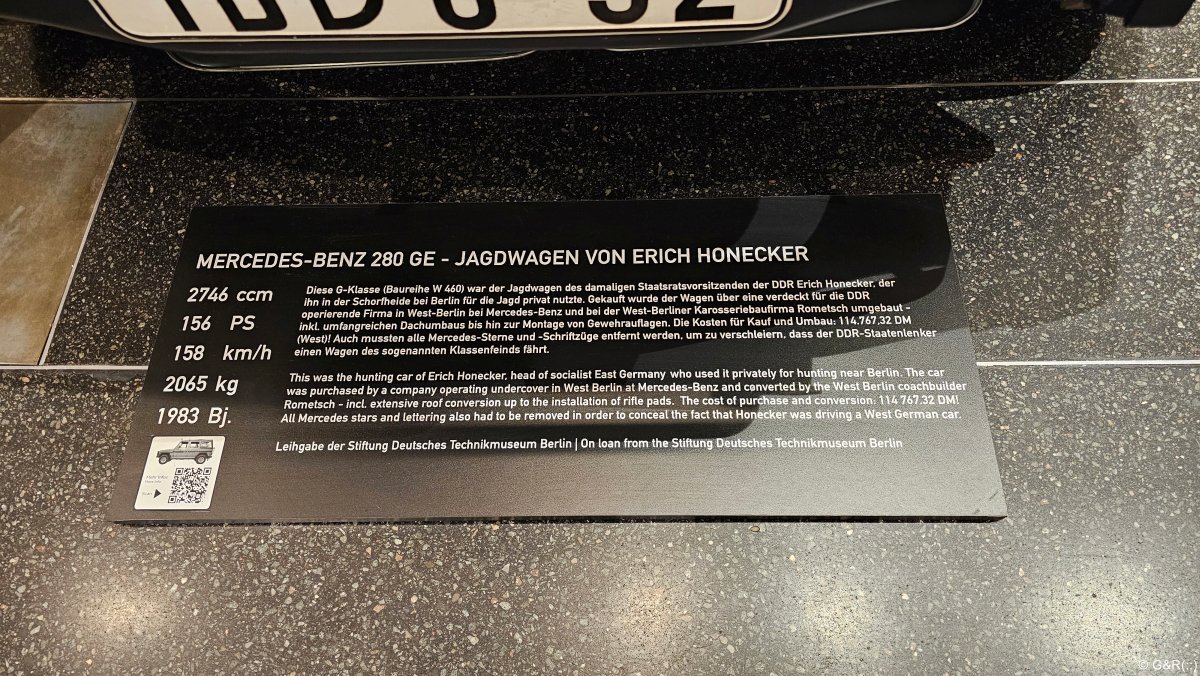 MERCEDES-BENZ 280 GE - JAGDWAGEN VON ERICH HONECKER
2746 ccm
156 PS
158 km/h
2065 kg
1983 Bj.
Diese G-Klasse (Baureihe W 460) war der Jagdwagen des damaligen Staatsratsvorsitzenden der DDR Erich Honecker, der
ihn in der Schorfheide bei Berlin für die Jagd privat nutzte. Gekauft wurde der Wagen über eine verdeckt für die DDR
operierende Firma in West-Berlin bei Mercedes-Benz und bei der West-Berliner Karosseriebaufirma Rometsch umgebaut -
inkl. umfangreichen Dachumbaus bis hin zur Montage von Gewehrauflagen. Die Kosten für Kauf und Umbau: 114.767,32 DM
(West)! Auch mussten alle Mercedes-Sterne und -Schriftzüge entfernt werden, um zu verschleiern, dass der DDR-Staatenlenker
einen Wagen des sogenannten Klassenfeinds fährt.
This was the hunting car of Erich Honecker, head of socialist East Germany who used it privately for hunting near Berlin. The car
was purchased by a company operating undercover in West Berlin at Mercedes-Benz and converted by the West Berlin coachbuilder
Rometsch - incl. extensive roof conversion up to the installation of rifle pads. The cost of purchase and conversion: 114 767,32 DM!
All Mercedes stars and lettering also had to be removed in order to conceal the fact that Honecker was driving a West German car.
Leihgabe der Stiftung Deutsches Technikmuseum Berlin | On loan from the Stiftung Deutsches Technikmuseum Berlin
© G&R(;;)